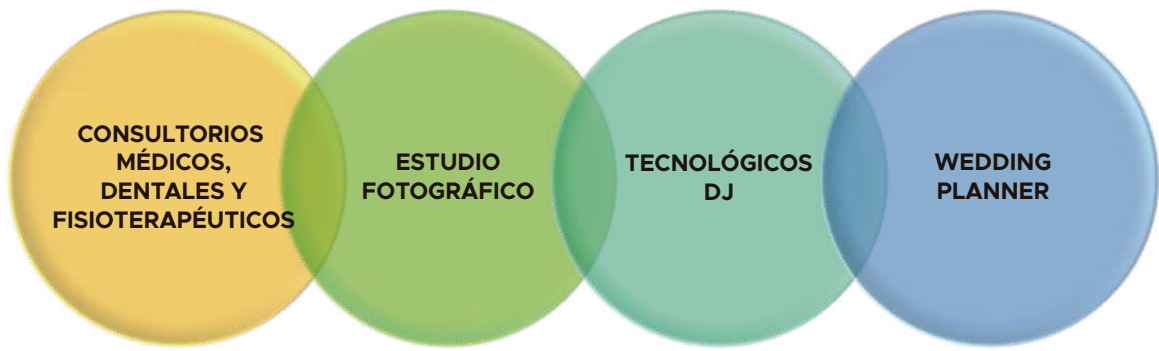 CONSULTORIOS
MÉDICOS,
DENTALES Y
FISIOTERAPÉUTICOS
ESTUDIO
FOTOGRÁFICO
TECNOLÓGICOS
DJ
WEDDING
PLANNER